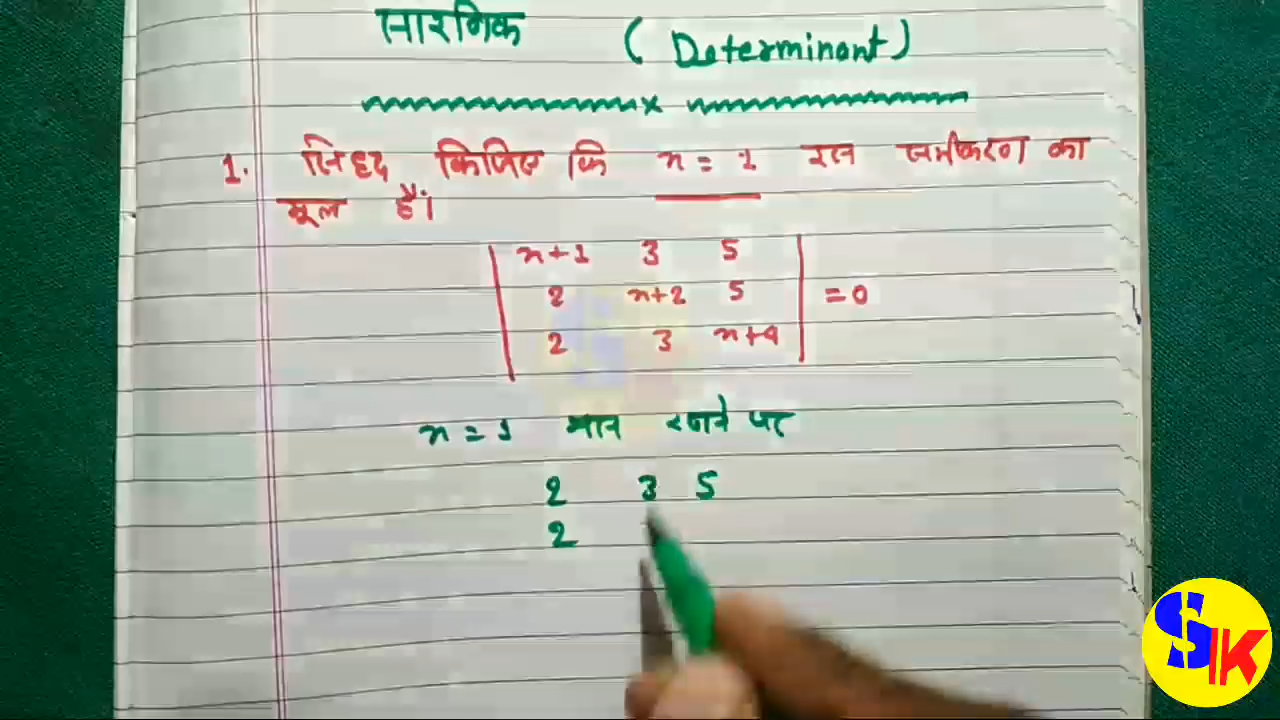 सारणिक (Determinant)
1. सिद्ध किजिए कि x = 1 इस समीकरण का
मूल है।
x+1 3 5
2 x+2 5 =0
2 3 x+4
x = 1 मान रखने पर
2 3 5
2
SK